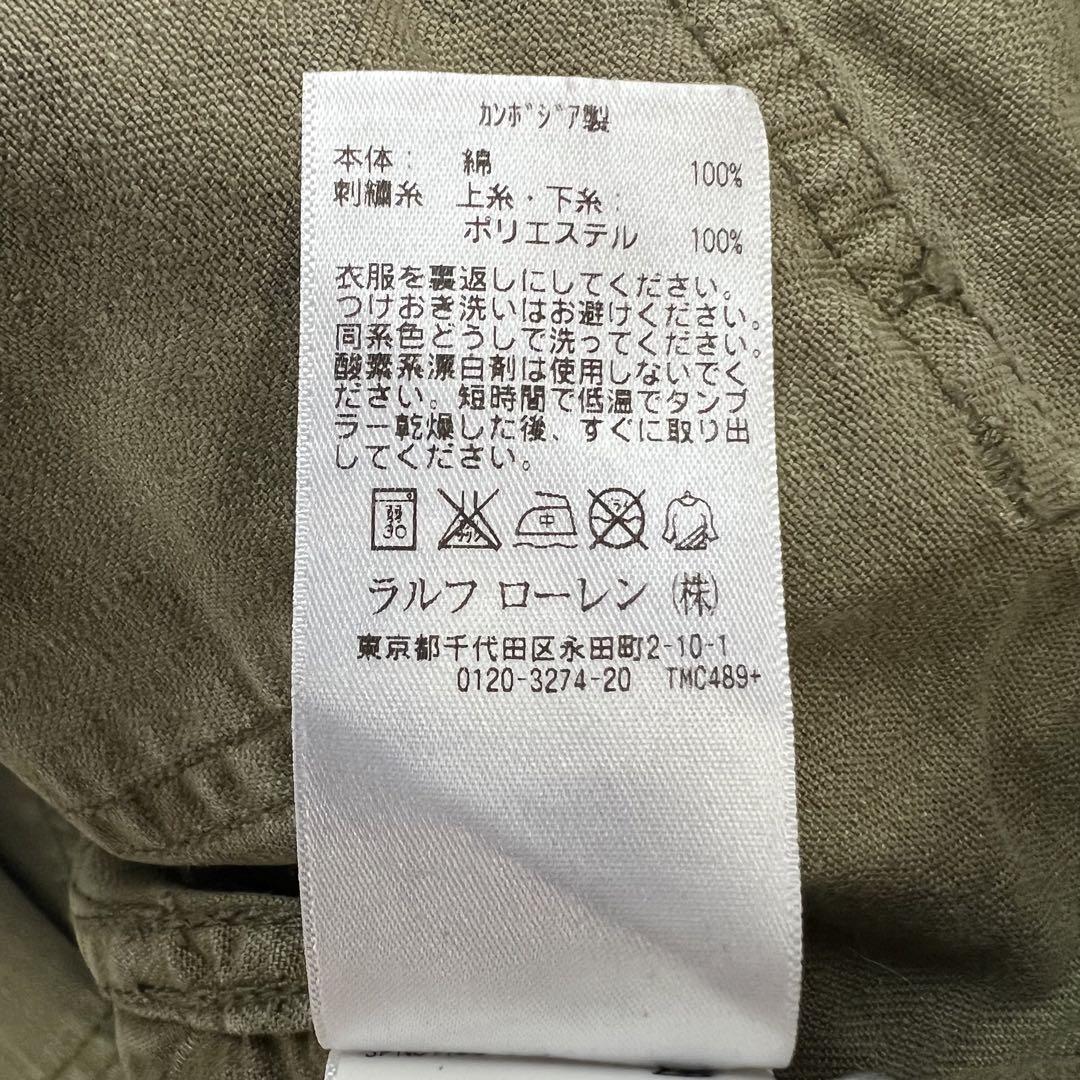 カンボジア製
本体: 綿 100%
刺繍糸 上糸・下糸:
ポリエステル 100%
衣服を裏返しにしてください。
つけおき洗いはお避けください。
同系色どうしで洗ってください。
酸素系漂白剤は使用しないでく
ださい。短時間で低温でタンブ
ラー乾燥した後、すぐに取り出
してください。
弱 30 中 ドライ
ラルフ ローレン (株)
東京都千代田区永田町2-10-1
0120-3274-20 TMC489+